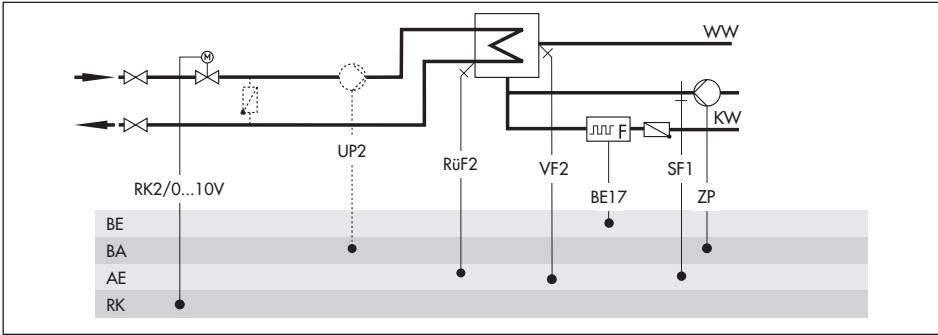 WW
M
KW
F
UP2
RüF2
VF2
SF1
RK2/0...10V
BE17
ZP
BE
BA
AE
RK